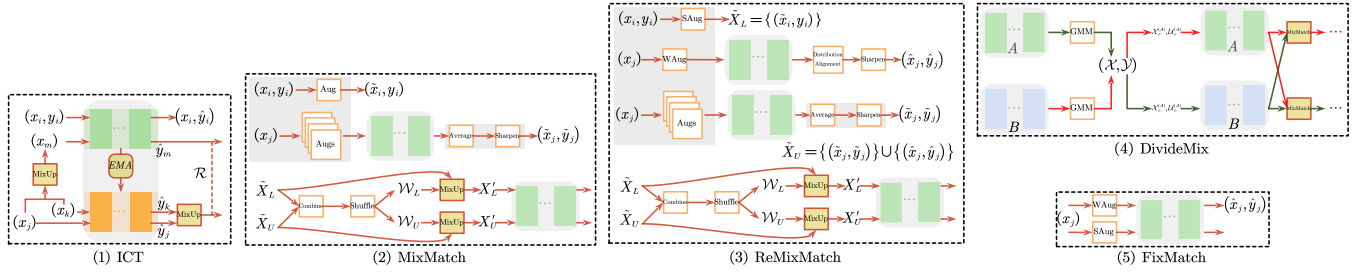 (x_i, y_i)
(x_i, ŷ_i)
(x_m)
ŷ_m
EMA
MixUp
R
(x_k)
(x_j)
ŷ_k
ŷ_j
MixUp
(1) ICT
(x_i, y_i)
Aug
(x̃_i, y_i)
(x_j)
Augs
Average
Sharpen
(x̃_j, ỹ_j)
X̃_L
X̃_U
Combine
Shuffle
W_L
MixUp
X'_L
W_U
MixUp
X'_U
(2) MixMatch
(x_i, y_i)
SAug
X̃_L = {(x̃_i, y_i)}
(x_j)
WAug
Distribution
Alignment
Sharpen
(x̂_j, ŷ_j)
(x_j)
Augs
Average
Sharpen
(x̃_j, ỹ_j)
X̃_U = {(x̃_j, ỹ_j)} ∪ {(x̂_j, ŷ_j)}
X̃_L
X̃_U
Combine
Shuffle
W_L
MixUp
X'_L
W_U
MixUp
X'_U
(3) ReMixMatch
A
GMM
(X, Y)
B
GMM
A
MixMatch
...
B
MixMatch
...
(4) DivideMix
(x_j)
WAug
(x̂_j, ŷ_j)
SAug
(5) FixMatch